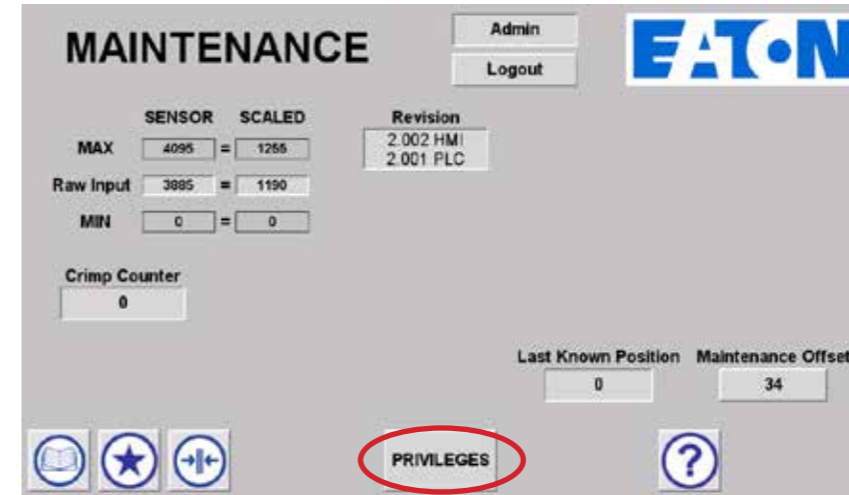 MAINTENANCE
Admin
Logout
EATON
SENSOR SCALED
MAX 4095 = 1255
Raw Input 3885 = 1190
MIN 0 = 0
Revision
2.002 HMI
2.001 PLC
Crimp Counter
0
Last Known Position Maintenance Offset
0 34
PRIVILEGES
?